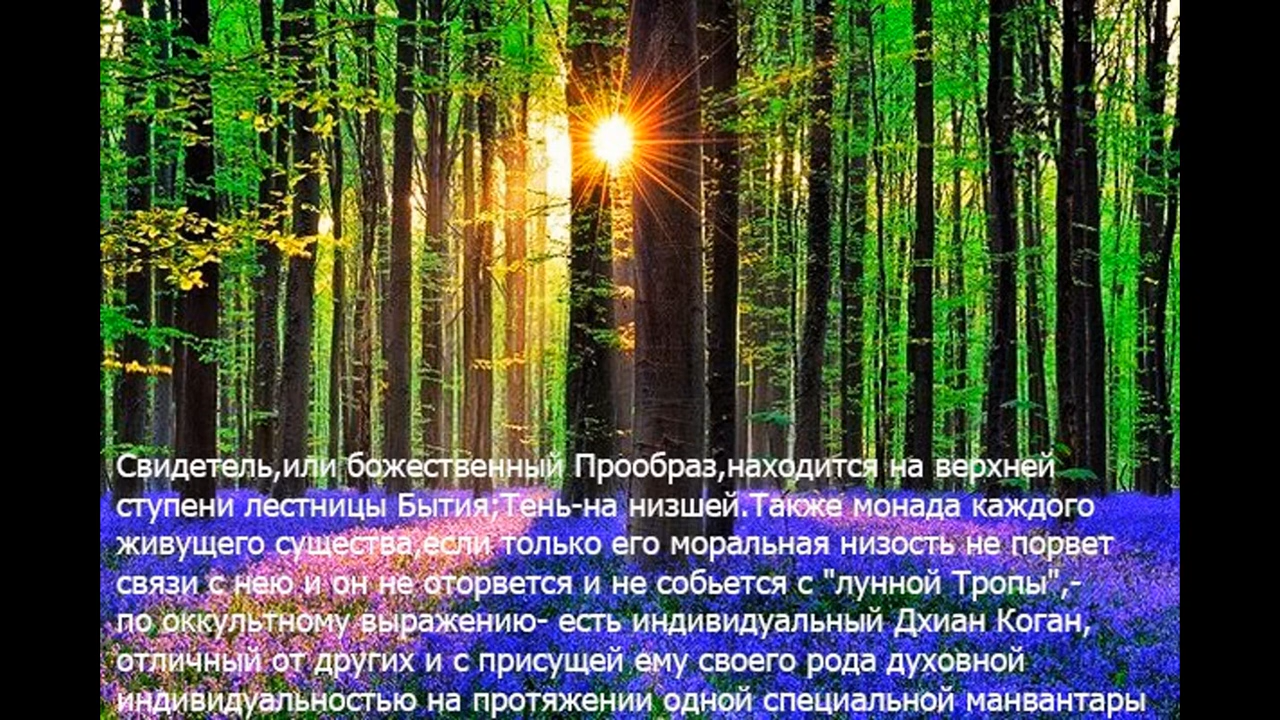 Свидетель,или божественный Прообраз,находится на верхней
ступени лестницы Бытия;Тень-на низшей.Также монада каждого
живущего существа,если только его моральная низость не порвет
связи с нею и он не оторвется и не собьется с "лунной Тропы",-
по оккультному выражению- есть индивидуальный Дхиан Коган,
отличный от других и с присущей ему своего рода духовной
индивидуальностью на протяжении одной специальной манвантары